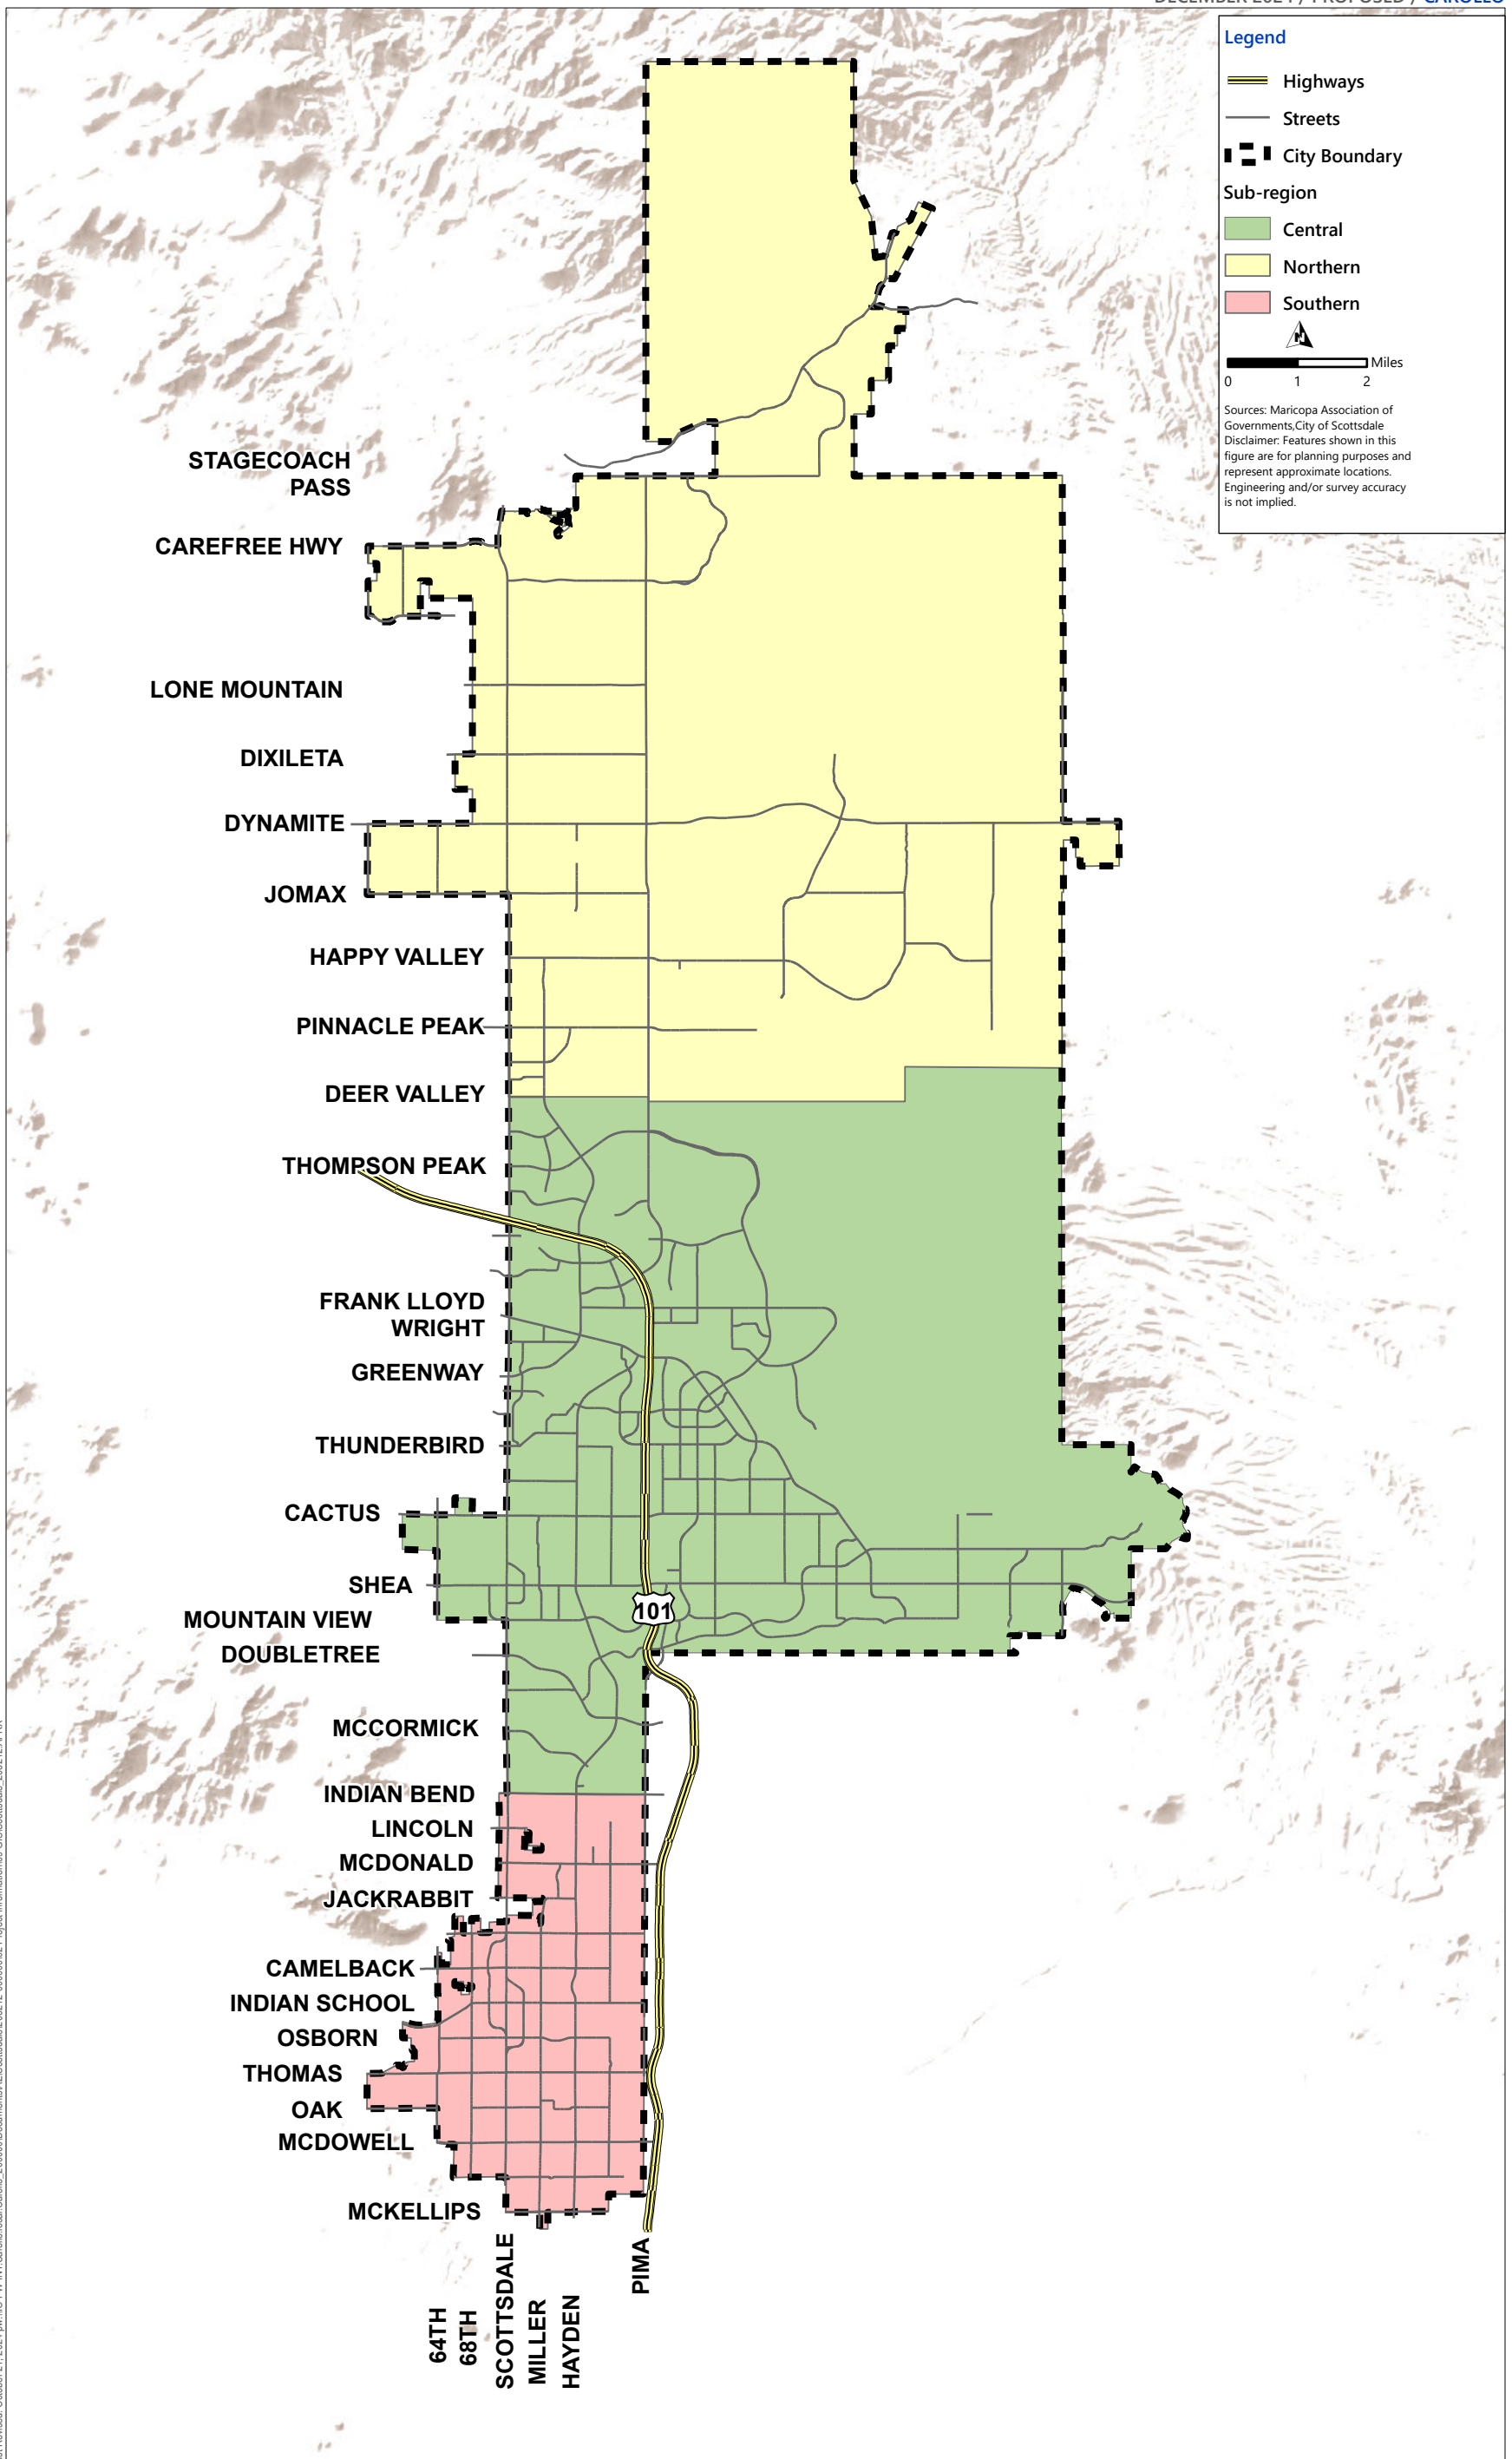 DECEMBER 2024 / PROPOSED / CAROLLO
Legend
Highways
Streets
City Boundary
Sub-region
Central
Northern
Southern
N
Miles
0 1 2
Sources: Maricopa Association of
Governments,City of Scottsdale
Disclaimer: Features shown in this
figure are for planning purposes and
represent approximate locations.
Engineering and/or survey accuracy
is not implied.
STAGECOACH
PASS
CAREFREE HWY
LONE MOUNTAIN
DIXILETA
DYNAMITE
JOMAX
HAPPY VALLEY
PINNACLE PEAK
DEER VALLEY
THOMPSON PEAK
FRANK LLOYD
WRIGHT
GREENWAY
THUNDERBIRD
CACTUS
SHEA
101
MOUNTAIN VIEW
DOUBLETREE
MCCORMICK
INDIAN BEND
LINCOLN
MCDONALD
JACKRABBIT
CAMELBACK
INDIAN SCHOOL
OSBORN
THOMAS
OAK
MCDOWELL
MCKELLIPS
64TH
68TH
SCOTTSDALE
MILLER
HAYDEN
PIMA